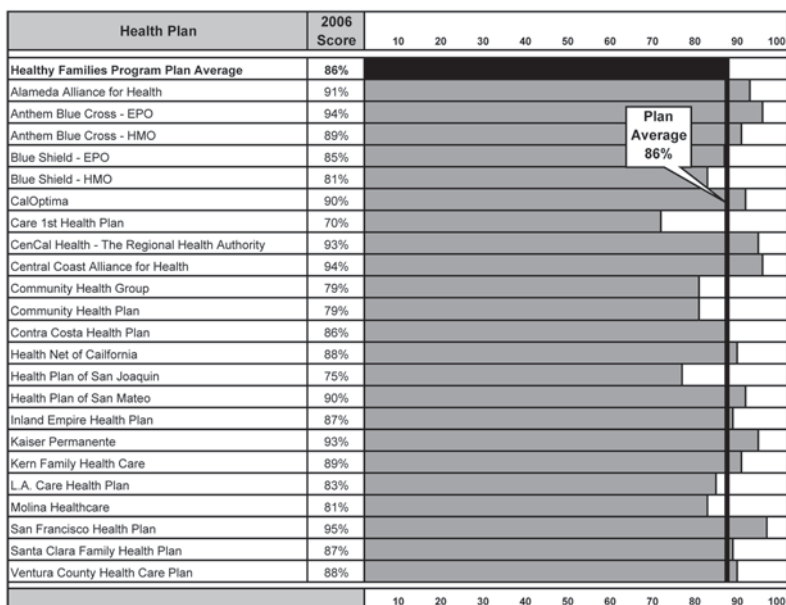 Health Plan 2006 Score 10 20 30 40 50 60 70 80 90 100
Healthy Families Program Plan Average 86%
Alameda Alliance for Health 91%
Anthem Blue Cross - EPO 94%
Anthem Blue Cross - HMO 89%
Blue Shield - EPO 85%
Blue Shield - HMO 81%
CalOptima 90%
Care 1st Health Plan 70%
CenCal Health - The Regional Health Authority 93%
Central Coast Alliance for Health 94%
Community Health Group 79%
Community Health Plan 79%
Contra Costa Health Plan 86%
Health Net of Cailfornia 88%
Health Plan of San Joaquin 75%
Health Plan of San Mateo 90%
Inland Empire Health Plan 87%
Kaiser Permanente 93%
Kern Family Health Care 89%
L.A. Care Health Plan 83%
Molina Healthcare 81%
San Francisco Health Plan 95%
Santa Clara Family Health Plan 87%
Ventura County Health Care Plan 88%
Plan
Average
86%
10 20 30 40 50 60 70 80 90 100